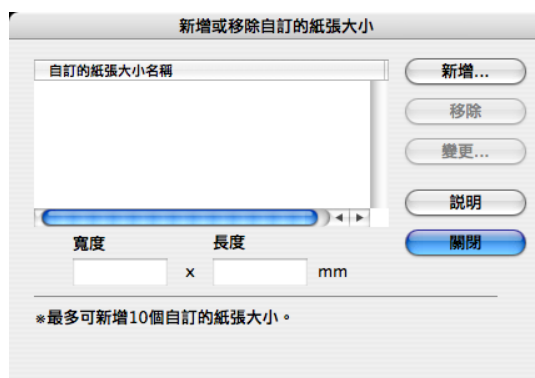 新增或移除自訂的紙張大小
自訂的紙張大小名稱
新增...
移除
變更...
說明
關閉
寬度 長度
x mm
※最多可新增10個自訂的紙張大小。